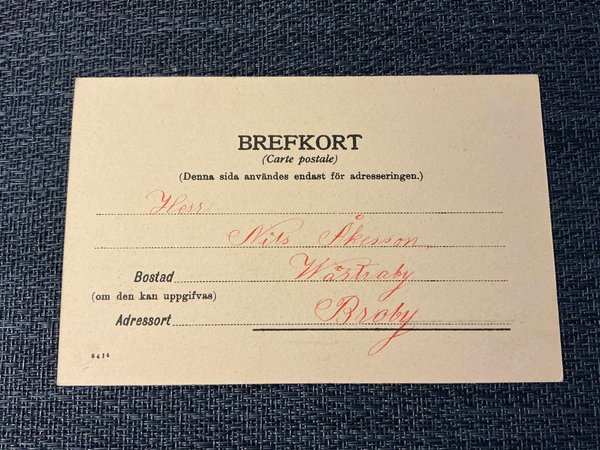 BREFKORT
(Carte postale)
(Denna sida användes endast för adresseringen.)
Herr
Nils Åkesson
Bostad Wästraby
(om den kan uppgifvas)
Adressort Broby
6434